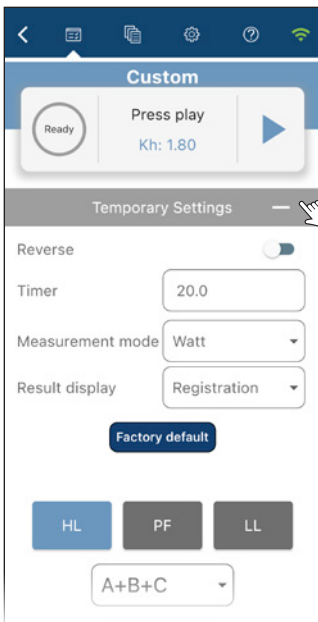 Custom
Ready
Press play
Kh: 1.80
Temporary Settings
Reverse
Timer 20.0
Measurement mode Watt
Result display Registration
Factory default
HL PF LL
A+B+C